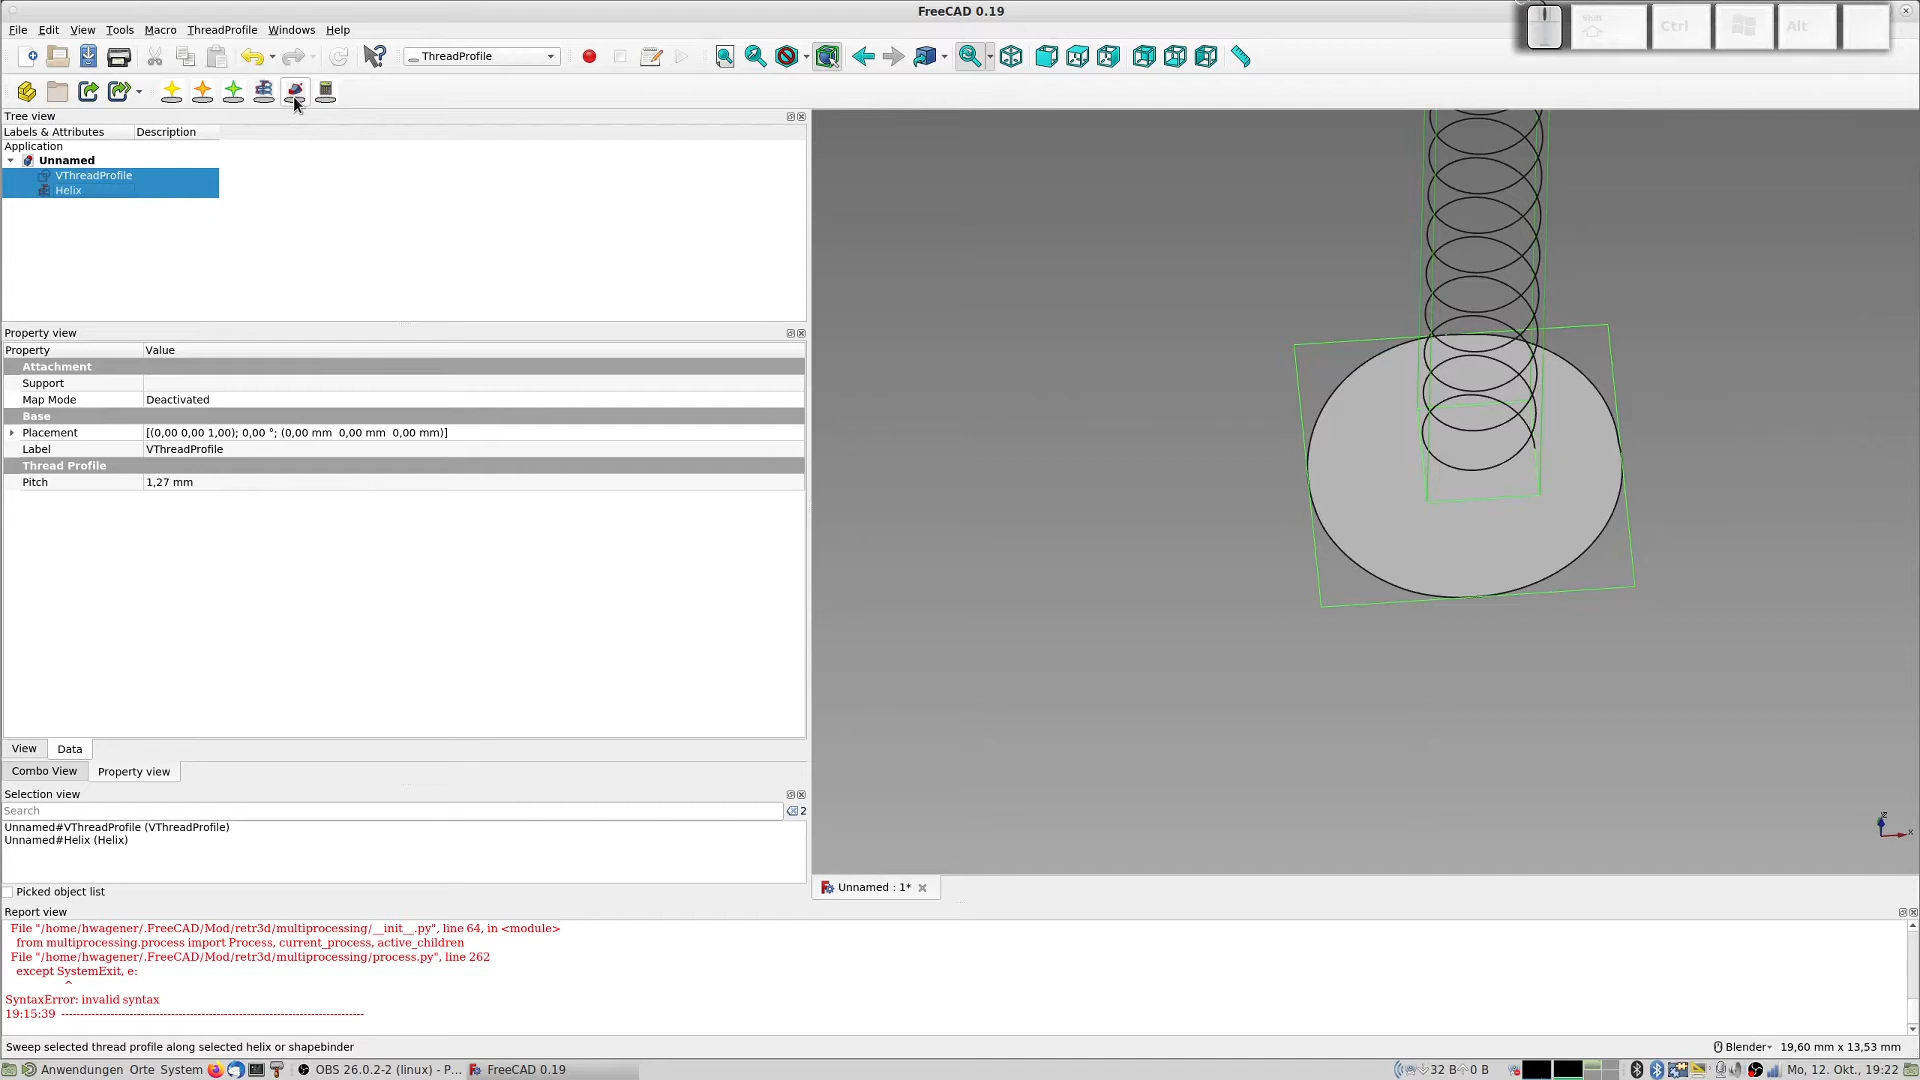 FreeCAD 0.19
Shift
Ctrl
Alt
File Edit View Tools Macro ThreadProfile Windows Help
ThreadProfile
Tree view
Labels & Attributes Description
Application
Unnamed
VThreadProfile
Helix
Property view
Property Value
Attachment
Support
Map Mode Deactivated
Base
Placement [(0,00 0,00 1,00); 0,00 °; (0,00 mm 0,00 mm 0,00 mm)]
Label VThreadProfile
Thread Profile
Pitch 1,27 mm
View Data
Combo View Property view
Selection view
Search 2
Unnamed#VThreadProfile (VThreadProfile)
Unnamed#Helix (Helix)
Picked object list
z
x
Unnamed : 1*
Report view
File "/home/hwagener/.FreeCAD/Mod/retr3d/multiprocessing/__init__.py", line 64, in <module>
from multiprocessing.process import Process, current_process, active_children
File "/home/hwagener/.FreeCAD/Mod/retr3d/multiprocessing/process.py", line 262
except SystemExit, e:
^
SyntaxError: invalid syntax
19:15:39 -----------------------------------------------------------------------------
Sweep selected thread profile along selected helix or shapebinder
Blender 19,60 mm x 13,53 mm
Anwendungen Orte System OBS 26.0.2-2 (linux) - P... FreeCAD 0.19 32 B 0 B Mo, 12. Okt., 19:22